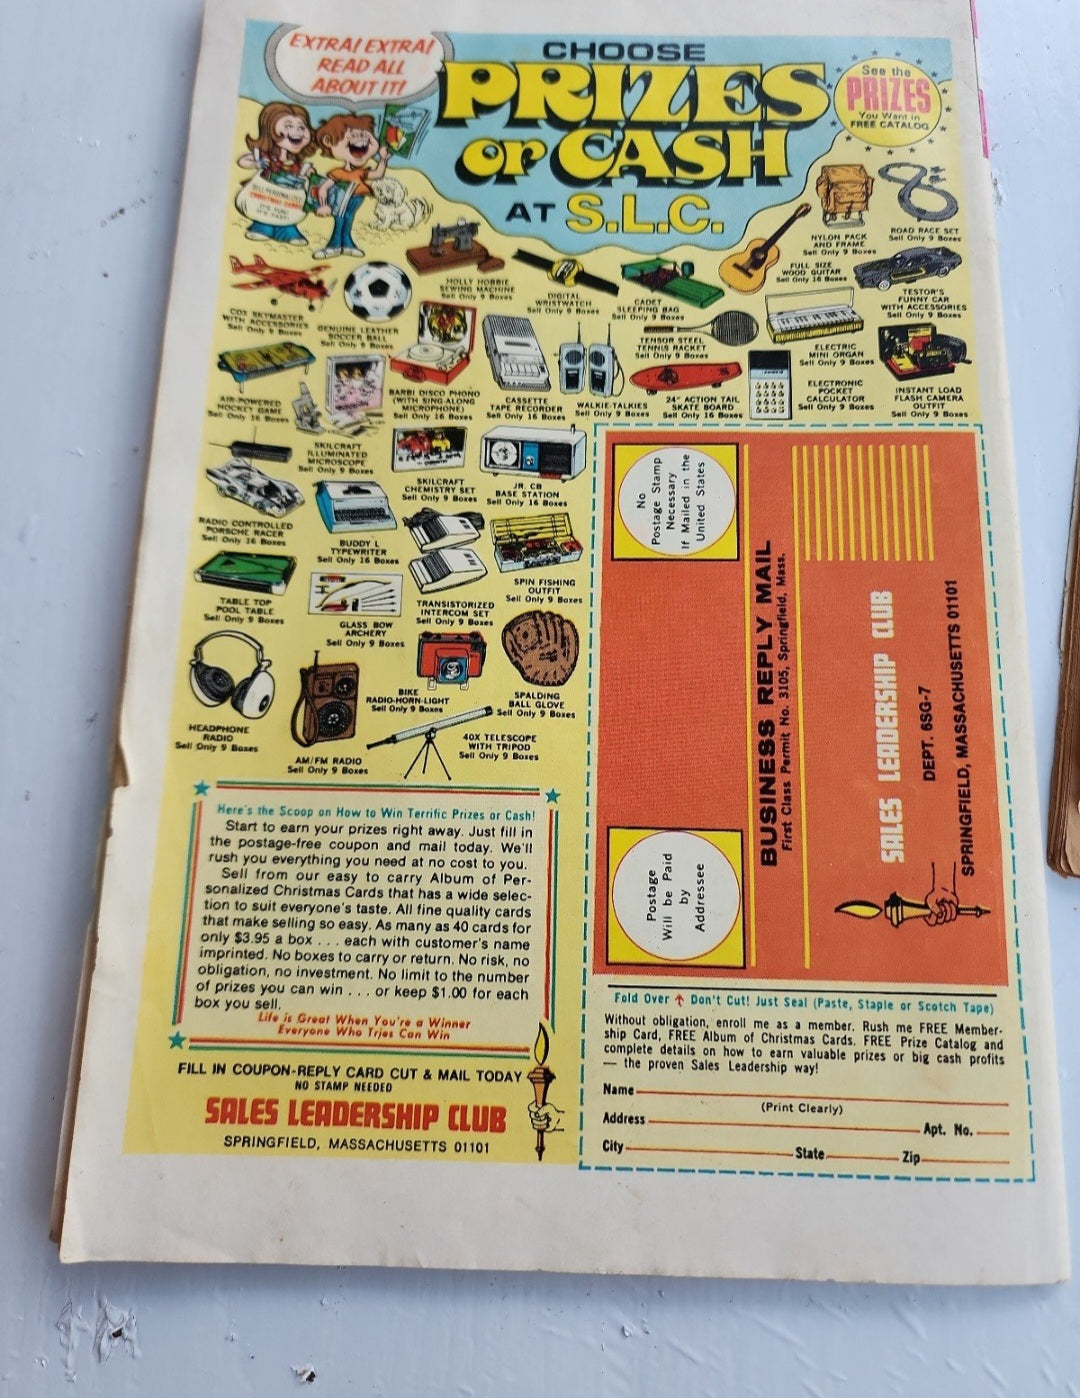 EXTRA! EXTRA!
READ ALL
ABOUT IT!
CHOOSE
PRIZES
or CASH
AT S.L.C.
See the
PRIZES
You Want in
FREE CATALOG
NYLON PACK
AND FRAME
Sell Only 9 Boxes
ROAD RACE SET
Sell Only 9 Boxes
HOLLY HOBBIE
SEWING MACHINE
Sell Only 9 Boxes
DIGITAL
WRISTWATCH
Sell Only 9 Boxes
CADET
SLEEPING BAG
Sell Only 9 Boxes
FULL SIZE
WOOD GUITAR
Sell Only 16 Boxes
TESTOR'S
FUNNY CAR
WITH ACCESSORIES
Sell Only 9 Boxes
COX SKYMASTER
WITH ACCESSORIES
Sell Only 9 Boxes
GENUINE LEATHER
SOCCER BALL
Sell Only 9 Boxes
TENSOR STEEL
TENNIS RACKET
Sell Only 9 Boxes
ELECTRIC
MINI ORGAN
Sell Only 9 Boxes
AIR-POWERED
HOCKEY GAME
Sell Only 16 Boxes
BARBI DISCO PHONO
(WITH SING-ALONG
MICROPHONE)
Sell Only 16 Boxes
CASSETTE
TAPE RECORDER
Sell Only 16 Boxes
WALKIE-TALKIES
Sell Only 9 Boxes
24" ACTION TAIL
SKATE BOARD
Sell Only 16 Boxes
ELECTRONIC
POCKET
CALCULATOR
Sell Only 9 Boxes
INSTANT LOAD
FLASH CAMERA
OUTFIT
Sell Only 9 Boxes
SKILCRAFT
ILLUMINATED
MICROSCOPE
Sell Only 9 Boxes
SKILCRAFT
CHEMISTRY SET
Sell Only 9 Boxes
JR. CB
BASE STATION
Sell Only 16 Boxes
RADIO CONTROLLED
PORSCHE RACER
Sell Only 16 Boxes
BUDDY L
TYPEWRITER
Sell Only 16 Boxes
TABLE TOP
POOL TABLE
Sell Only 9 Boxes
GLASS BOW
ARCHERY
Sell Only 9 Boxes
TRANSISTORIZED
INTERCOM SET
Sell Only 9 Boxes
SPIN FISHING
OUTFIT
Sell Only 9 Boxes
HEADPHONE
RADIO
Sell Only 9 Boxes
AM/FM RADIO
Sell Only 9 Boxes
BIKE
RADIO-HORN-LIGHT
Sell Only 9 Boxes
SPALDING
BALL GLOVE
Sell Only 9 Boxes
40X TELESCOPE
WITH TRIPOD
Sell Only 9 Boxes
Here's the Scoop on How to Win Terrific Prizes or Cash!
Start to earn your prizes right away. Just fill in
the postage-free coupon and mail today. We'll
rush you everything you need at no cost to you.
Sell from our easy to carry Album of Per-
sonalized Christmas Cards that has a wide selec-
tion to suit everyone's taste. All fine quality cards
that make selling so easy. As many as 40 cards for
only $3.95 a box . . . each with customer's name
imprinted. No boxes to carry or return. No risk, no
obligation, no investment. No limit to the number
of prizes you can win . . . or keep $1.00 for each
box you sell.
Life is Great When You're a Winner
Everyone Who Tries Can Win
FILL IN COUPON-REPLY CARD CUT & MAIL TODAY
NO STAMP NEEDED
SALES LEADERSHIP CLUB
SPRINGFIELD, MASSACHUSETTS 01101
No
Postage Stamp
Necessary
If Mailed in the
United States
Postage
Will be Paid
by
Addressee
BUSINESS REPLY MAIL
First Class Permit No. 3105, Springfield, Mass.
SALES LEADERSHIP CLUB
DEPT. 6SG-7
SPRINGFIELD, MASSACHUSETTS 01101
Fold Over ↑ Don't Cut! Just Seal (Paste, Staple or Scotch Tape)
Without obligation, enroll me as a member. Rush me FREE Member-
ship Card, FREE Album of Christmas Cards. FREE Prize Catalog and
complete details on how to earn valuable prizes or big cash profits
— the proven Sales Leadership way!
Name
(Print Clearly)
Address Apt. No.
City State Zip